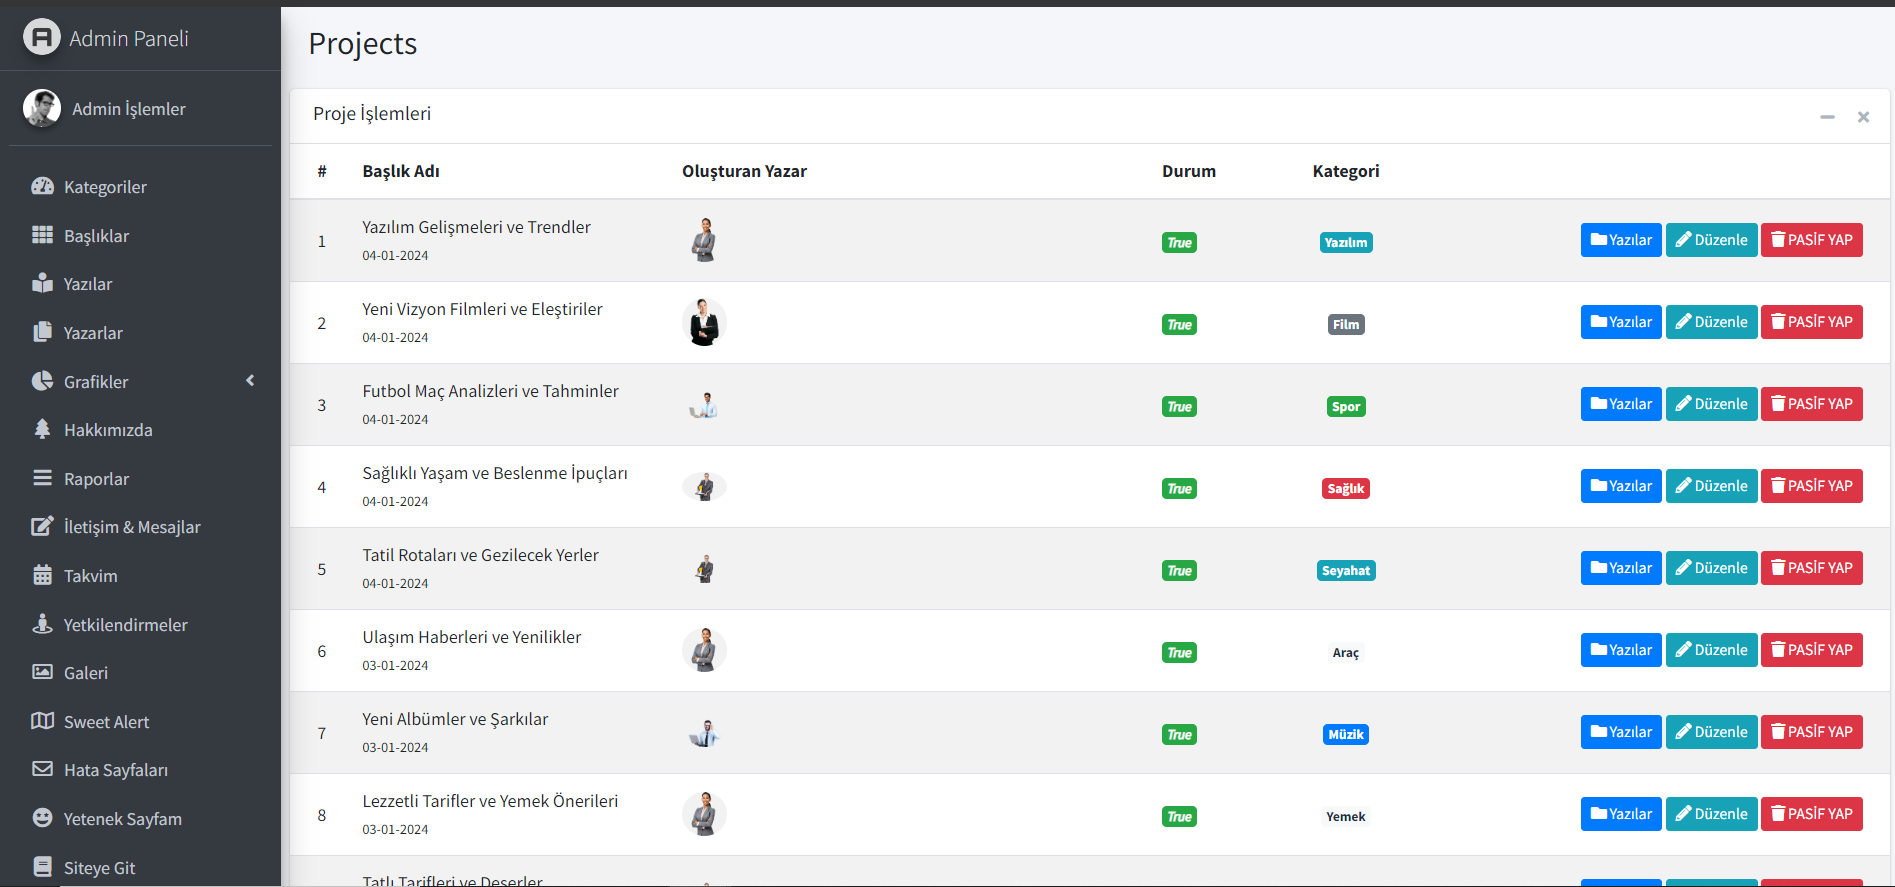 Admin Paneli
Admin İşlemler
Kategoriler
Başlıklar
Yazılar
Yazarlar
Grafikler
Hakkımızda
Raporlar
İletişim & Mesajlar
Takvim
Yetkilendirmeler
Galeri
Sweet Alert
Hata Sayfaları
Yetenek Sayfam
Siteye Git
Projects
Proje İşlemleri
# Başlık Adı Oluşturan Yazar Durum Kategori
1 Yazılım Gelişmeleri ve Trendler True Yazılım Yazılar Düzenle PASİF YAP
04-01-2024
2 Yeni Vizyon Filmleri ve Eleştiriler True Film Yazılar Düzenle PASİF YAP
04-01-2024
3 Futbol Maç Analizleri ve Tahminler True Spor Yazılar Düzenle PASİF YAP
04-01-2024
4 Sağlıklı Yaşam ve Beslenme İpuçları True Sağlık Yazılar Düzenle PASİF YAP
04-01-2024
5 Tatil Rotaları ve Gezilecek Yerler True Seyahat Yazılar Düzenle PASİF YAP
04-01-2024
6 Ulaşım Haberleri ve Yenilikler True Araç Yazılar Düzenle PASİF YAP
03-01-2024
7 Yeni Albümler ve Şarkılar True Müzik Yazılar Düzenle PASİF YAP
03-01-2024
8 Lezzetli Tarifler ve Yemek Önerileri True Yemek Yazılar Düzenle PASİF YAP
03-01-2024
Tatlı Tarifleri ve Desserler